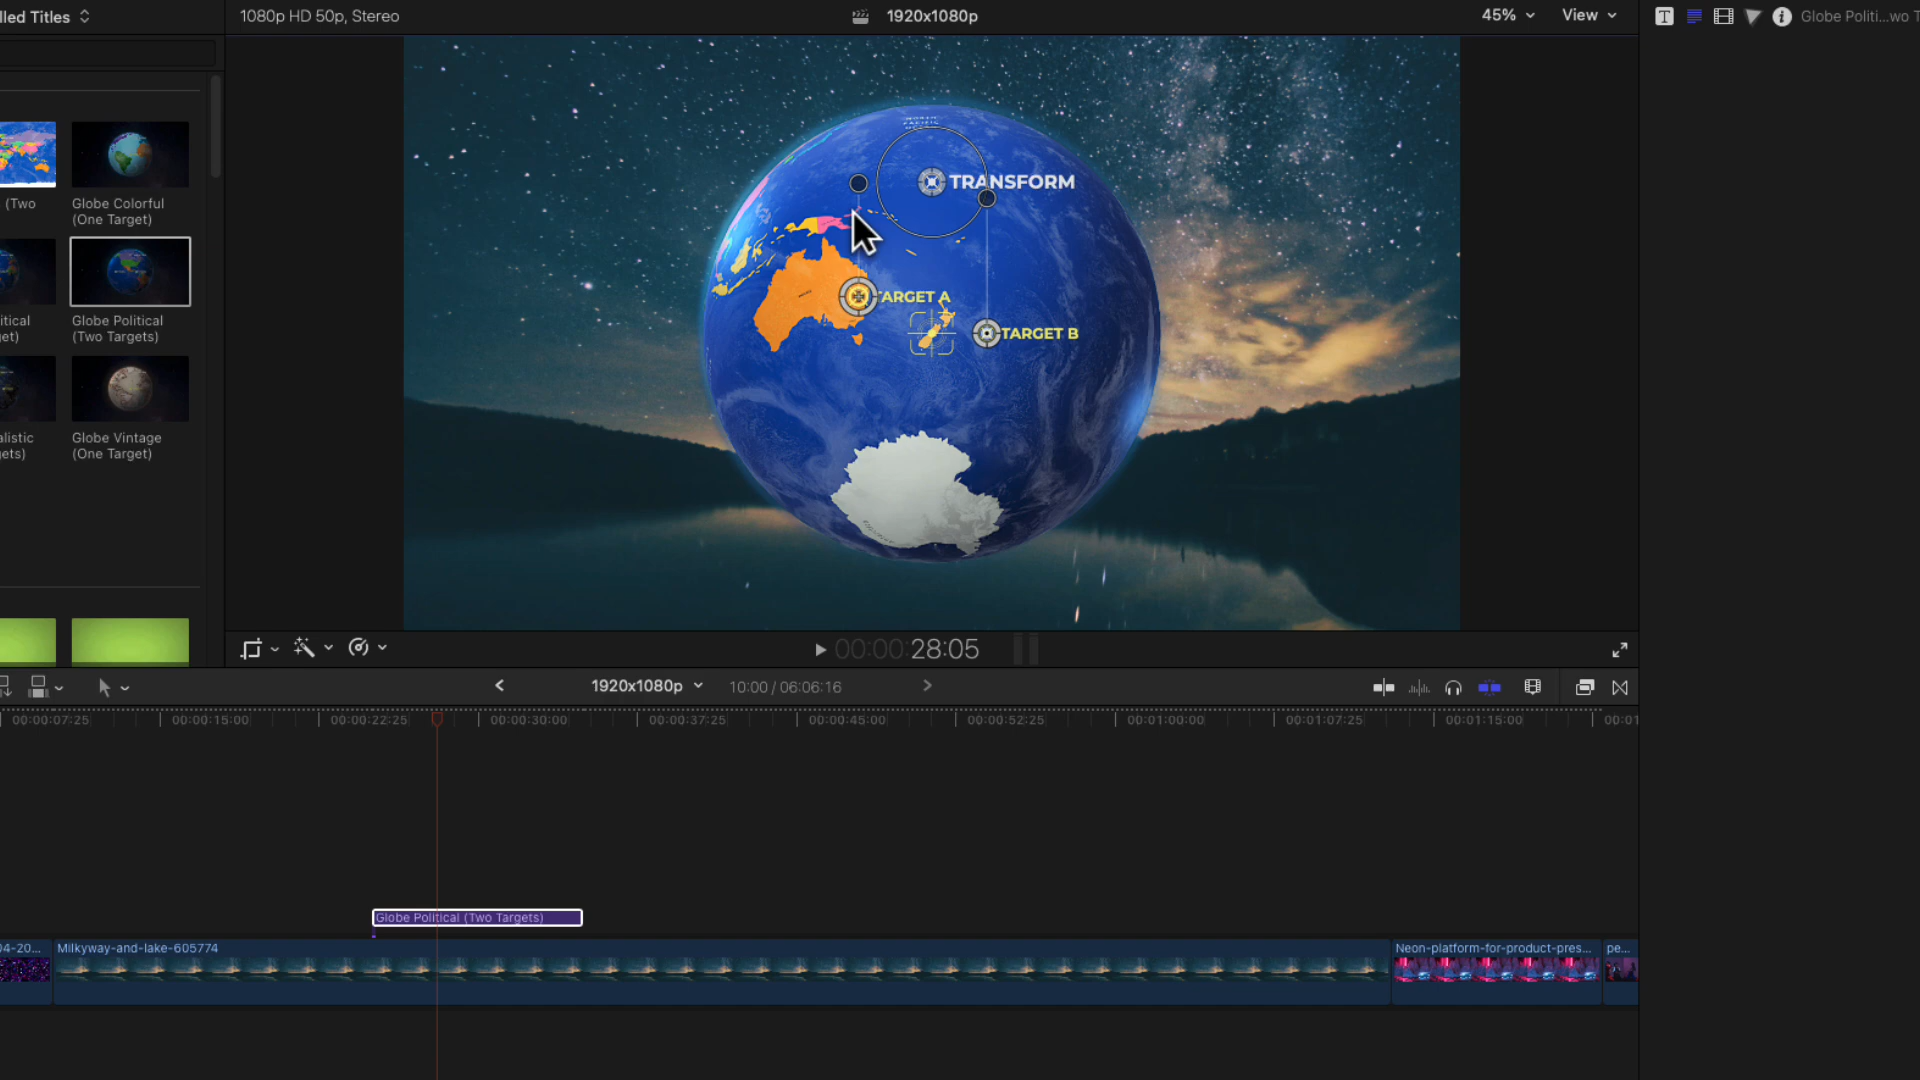 lled Titles
1080p HD 50p, Stereo
1920x1080p
45%
View
Globe Politi...wo T
(Two
Globe Colorful
(One Target)
itical
get)
Globe Political
(Two Targets)
alistic
gets)
Globe Vintage
(One Target)
TRANSFORM
TARGET A
TARGET B
00:00:28:05
1920x1080p
10:00 / 06:06:16
00:00:07:25
00:00:15:00
00:00:22:25
00:00:30:00
00:00:37:25
00:00:45:00
00:00:52:25
00:01:00:00
00:01:07:25
00:01:15:00
00:01
Globe Political (Two Targets)
04-20...
Milkyway-and-lake-605774
Neon-platform-for-product-pres...
pe...